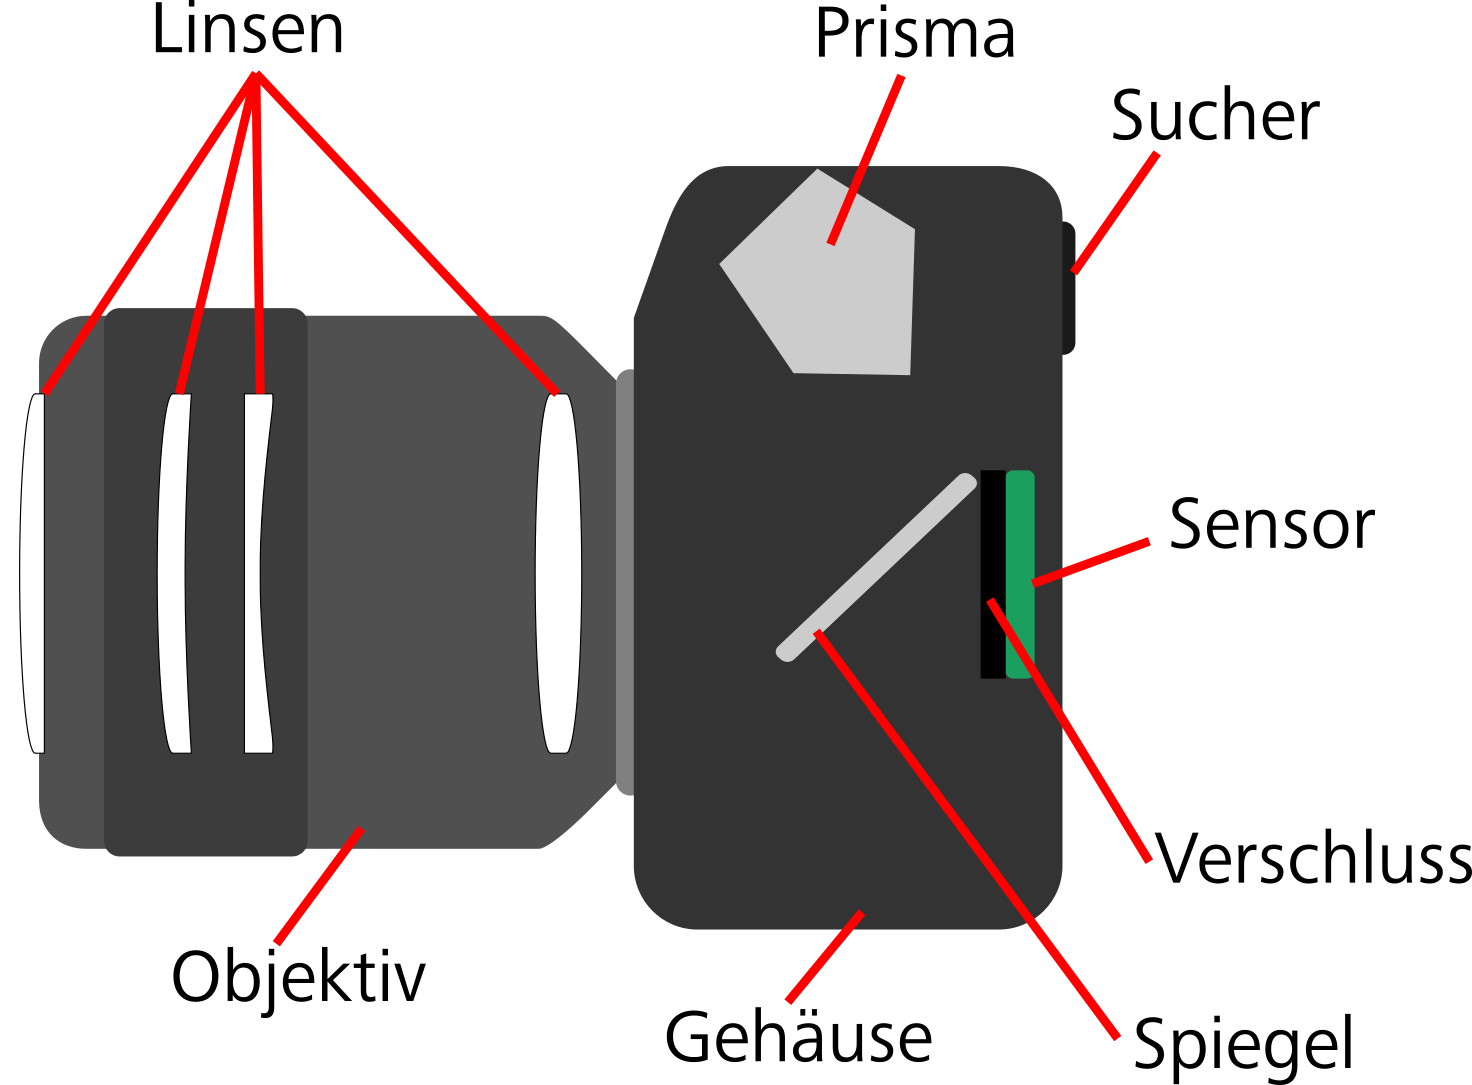 Linsen
Prisma
Sucher
Sensor
Verschluss
Objektiv
Gehäuse
Spiegel